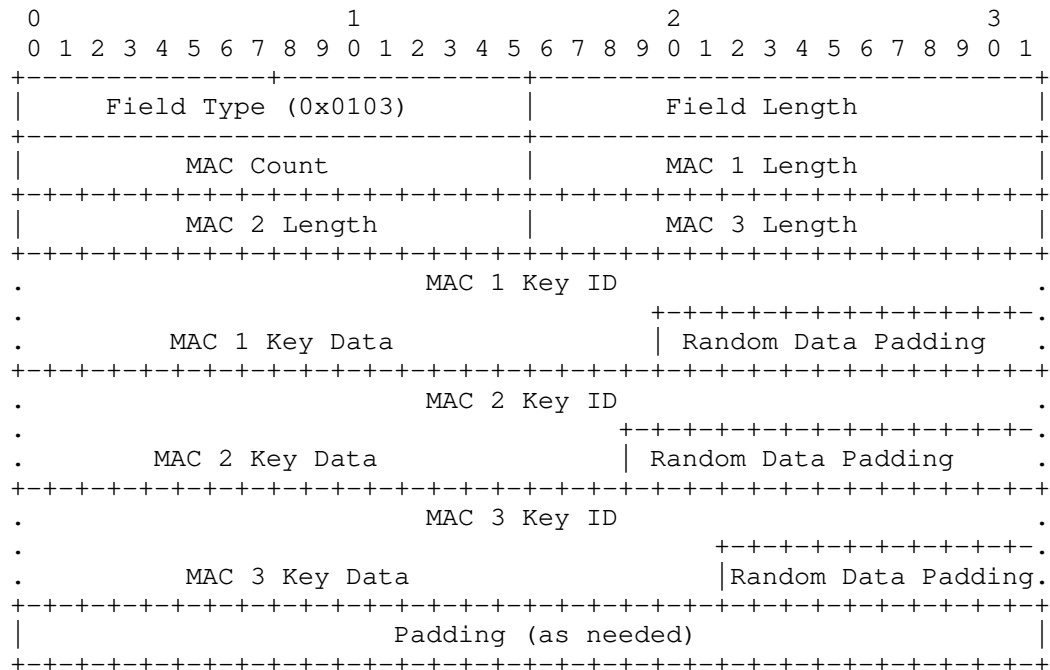 0                   1                   2                   3
 0 1 2 3 4 5 6 7 8 9 0 1 2 3 4 5 6 7 8 9 0 1 2 3 4 5 6 7 8 9 0 1
+---------------+---------------+-------------------------------+
|     Field Type (0x0103)       |        Field Length           |
+-------------------------------+-------------------------------+
|          MAC Count            |        MAC 1 Length           |
+-+-+-+-+-+-+-+-+-+-+-+-+-+-+-+-+-+-+-+-+-+-+-+-+-+-+-+-+-+-+-+-+
|          MAC 2 Length         |        MAC 3 Length           |
+-+-+-+-+-+-+-+-+-+-+-+-+-+-+-+-+-+-+-+-+-+-+-+-+-+-+-+-+-+-+-+-+
.                         MAC 1 Key ID                          .
.                                       +-+-+-+-+-+-+-+-+-+-+-+-.
.         MAC 1 Key Data                | Random Data Padding   .
+-+-+-+-+-+-+-+-+-+-+-+-+-+-+-+-+-+-+-+-+-+-+-+-+-+-+-+-+-+-+-+-+
.                         MAC 2 Key ID                          .
.                                     +-+-+-+-+-+-+-+-+-+-+-+-+-.
.        MAC 2 Key Data               | Random Data Padding     .
+-+-+-+-+-+-+-+-+-+-+-+-+-+-+-+-+-+-+-+-+-+-+-+-+-+-+-+-+-+-+-+-+
.                         MAC 3 Key ID                          .
.                                           +-+-+-+-+-+-+-+-+-+-.
.          MAC 3 Key Data                   |Random Data Padding.
+-+-+-+-+-+-+-+-+-+-+-+-+-+-+-+-+-+-+-+-+-+-+-+-+-+-+-+-+-+-+-+-+
|                       Padding (as needed)                     |
+-+-+-+-+-+-+-+-+-+-+-+-+-+-+-+-+-+-+-+-+-+-+-+-+-+-+-+-+-+-+-+-+